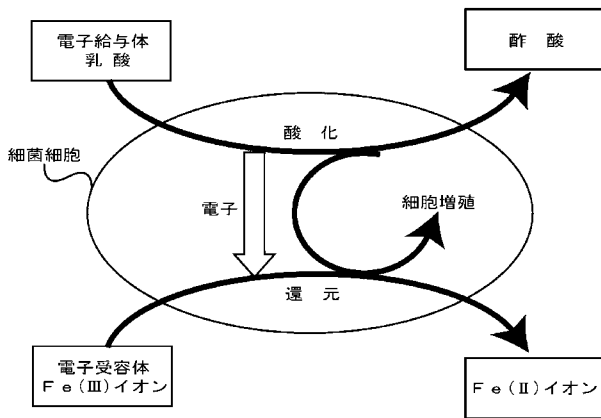 電子給与体
乳 酸
酢 酸
酸 化
細菌細胞
電子
細胞増殖
還 元
電子受容体
Ｆｅ(Ⅲ)イオン
Ｆｅ(Ⅱ)イオン